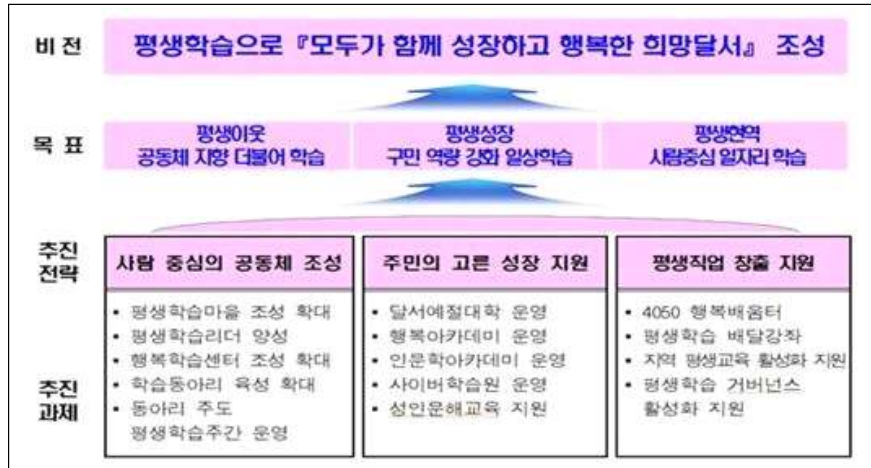 비 전
평생학습으로 『모두가 함께 성장하고 행복한 희망달서』 조성
목 표
평생이웃
공동체 지향 더불어 학습
평생성장
구민 역량 강화 일상학습
평생현역
사람중심 일자리 학습
추진
전략
사람 중심의 공동체 조성
주민의 고른 성장 지원
평생직업 창출 지원
추진
과제
• 평생학습마을 조성 확대
• 평생학습리더 양성
• 행복학습센터 조성 확대
• 학습동아리 육성 확대
• 동아리 주도
평생학습주간 운영
• 달서예절대학 운영
• 행복아카데미 운영
• 인문학아카데미 운영
• 사이버학습원 운영
• 성인문해교육 지원
• 4050 행복배움터
• 평생학습 배달강좌
• 지역 평생교육 활성화 지원
• 평생학습 거버넌스
활성화 지원